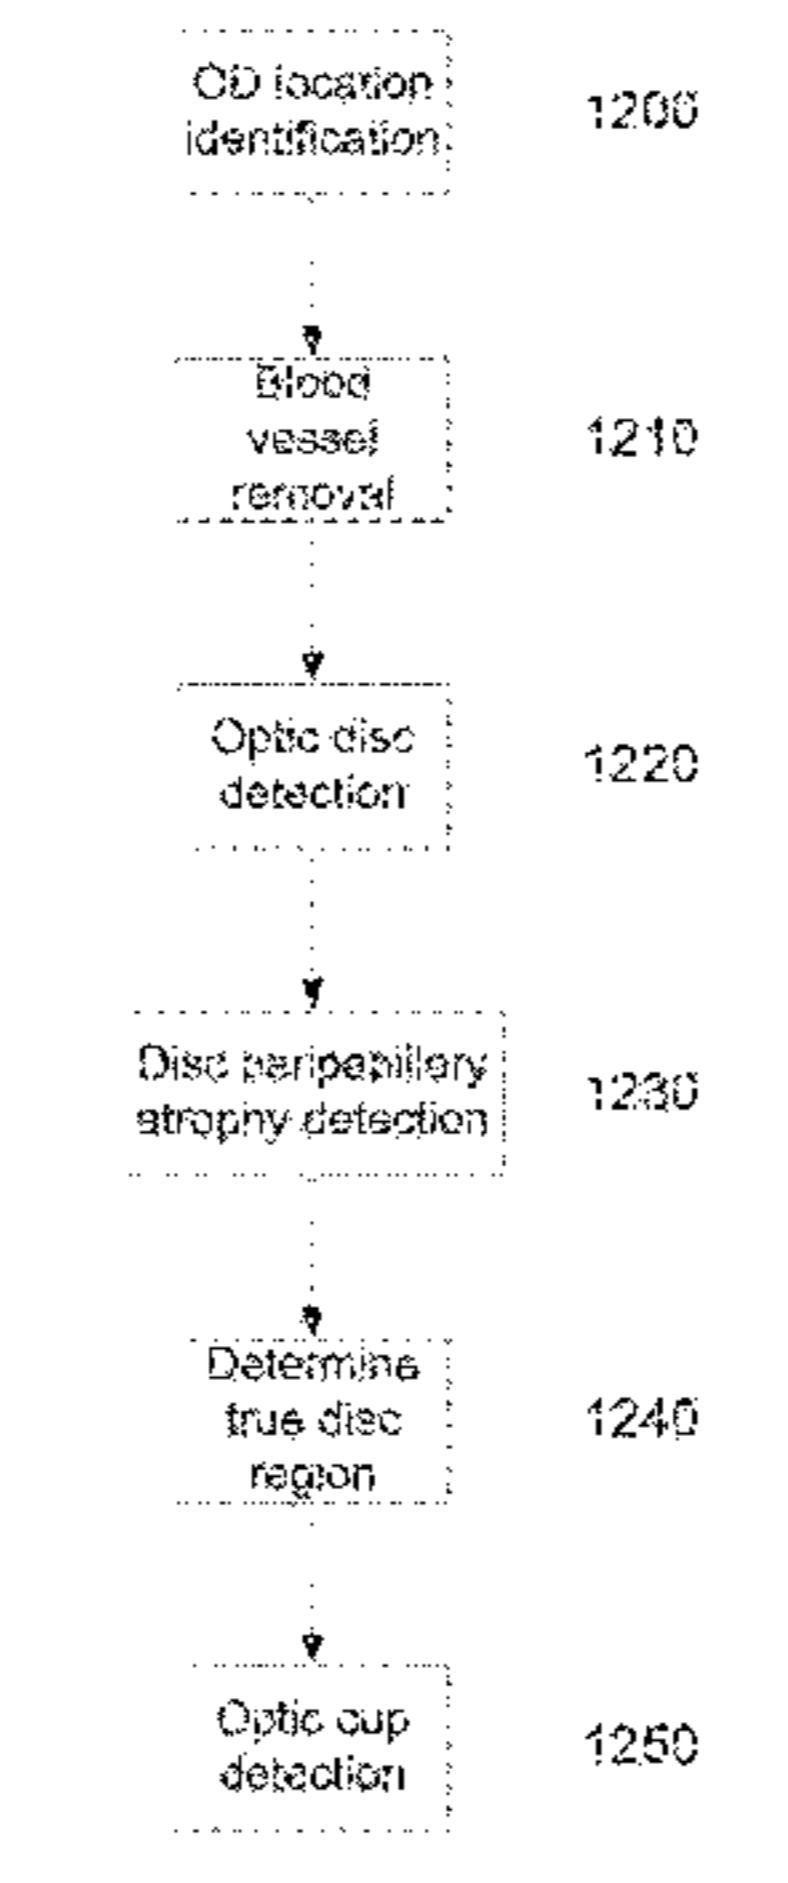 OD location
identification
1200
Blood
vessel
removal
1210
Optic disc
detection
1220
Disc peripapillary
atrophy detection
1230
Determine
true disc
region
1240
Optic cup
detection
1250